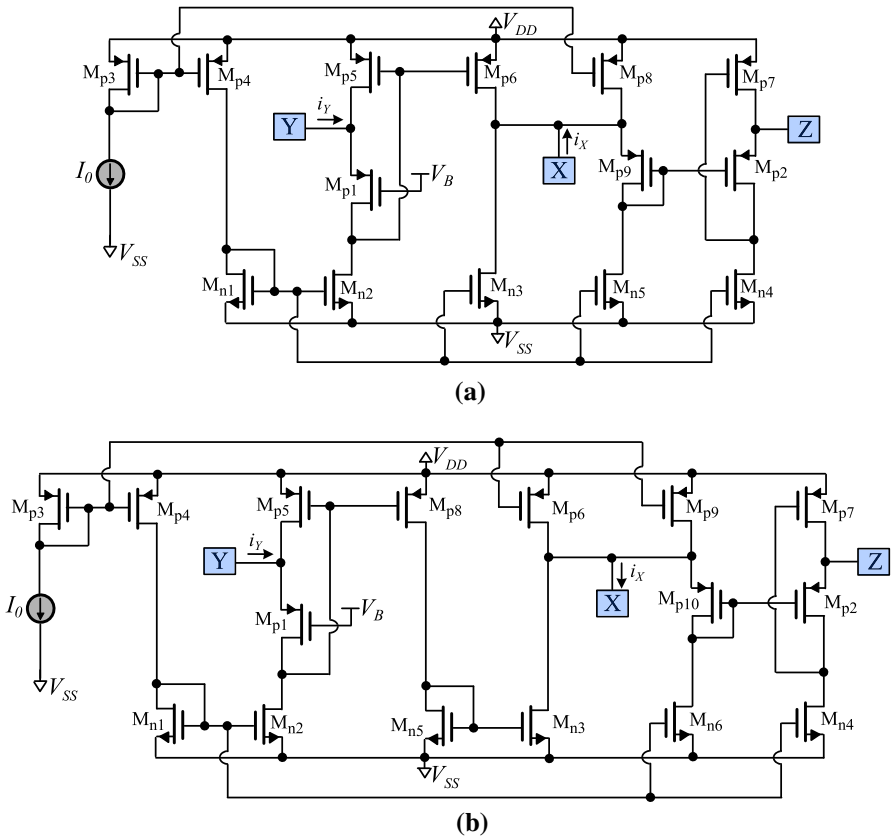 V_DD
M_p3
M_p4
M_p5
M_p6
M_p8
M_p7
i_Y
Y
Z
i_X
X
I_0
M_p1
V_B
M_p9
M_p2
V_SS
M_n1
M_n2
M_n3
M_n5
M_n4
V_SS
(a)
V_DD
M_p3
M_p4
M_p5
M_p8
M_p6
M_p9
M_p7
i_Y
Y
Z
i_X
X
I_0
M_p1
V_B
M_p10
M_p2
V_SS
M_n1
M_n2
M_n5
M_n3
M_n6
M_n4
V_SS
(b)